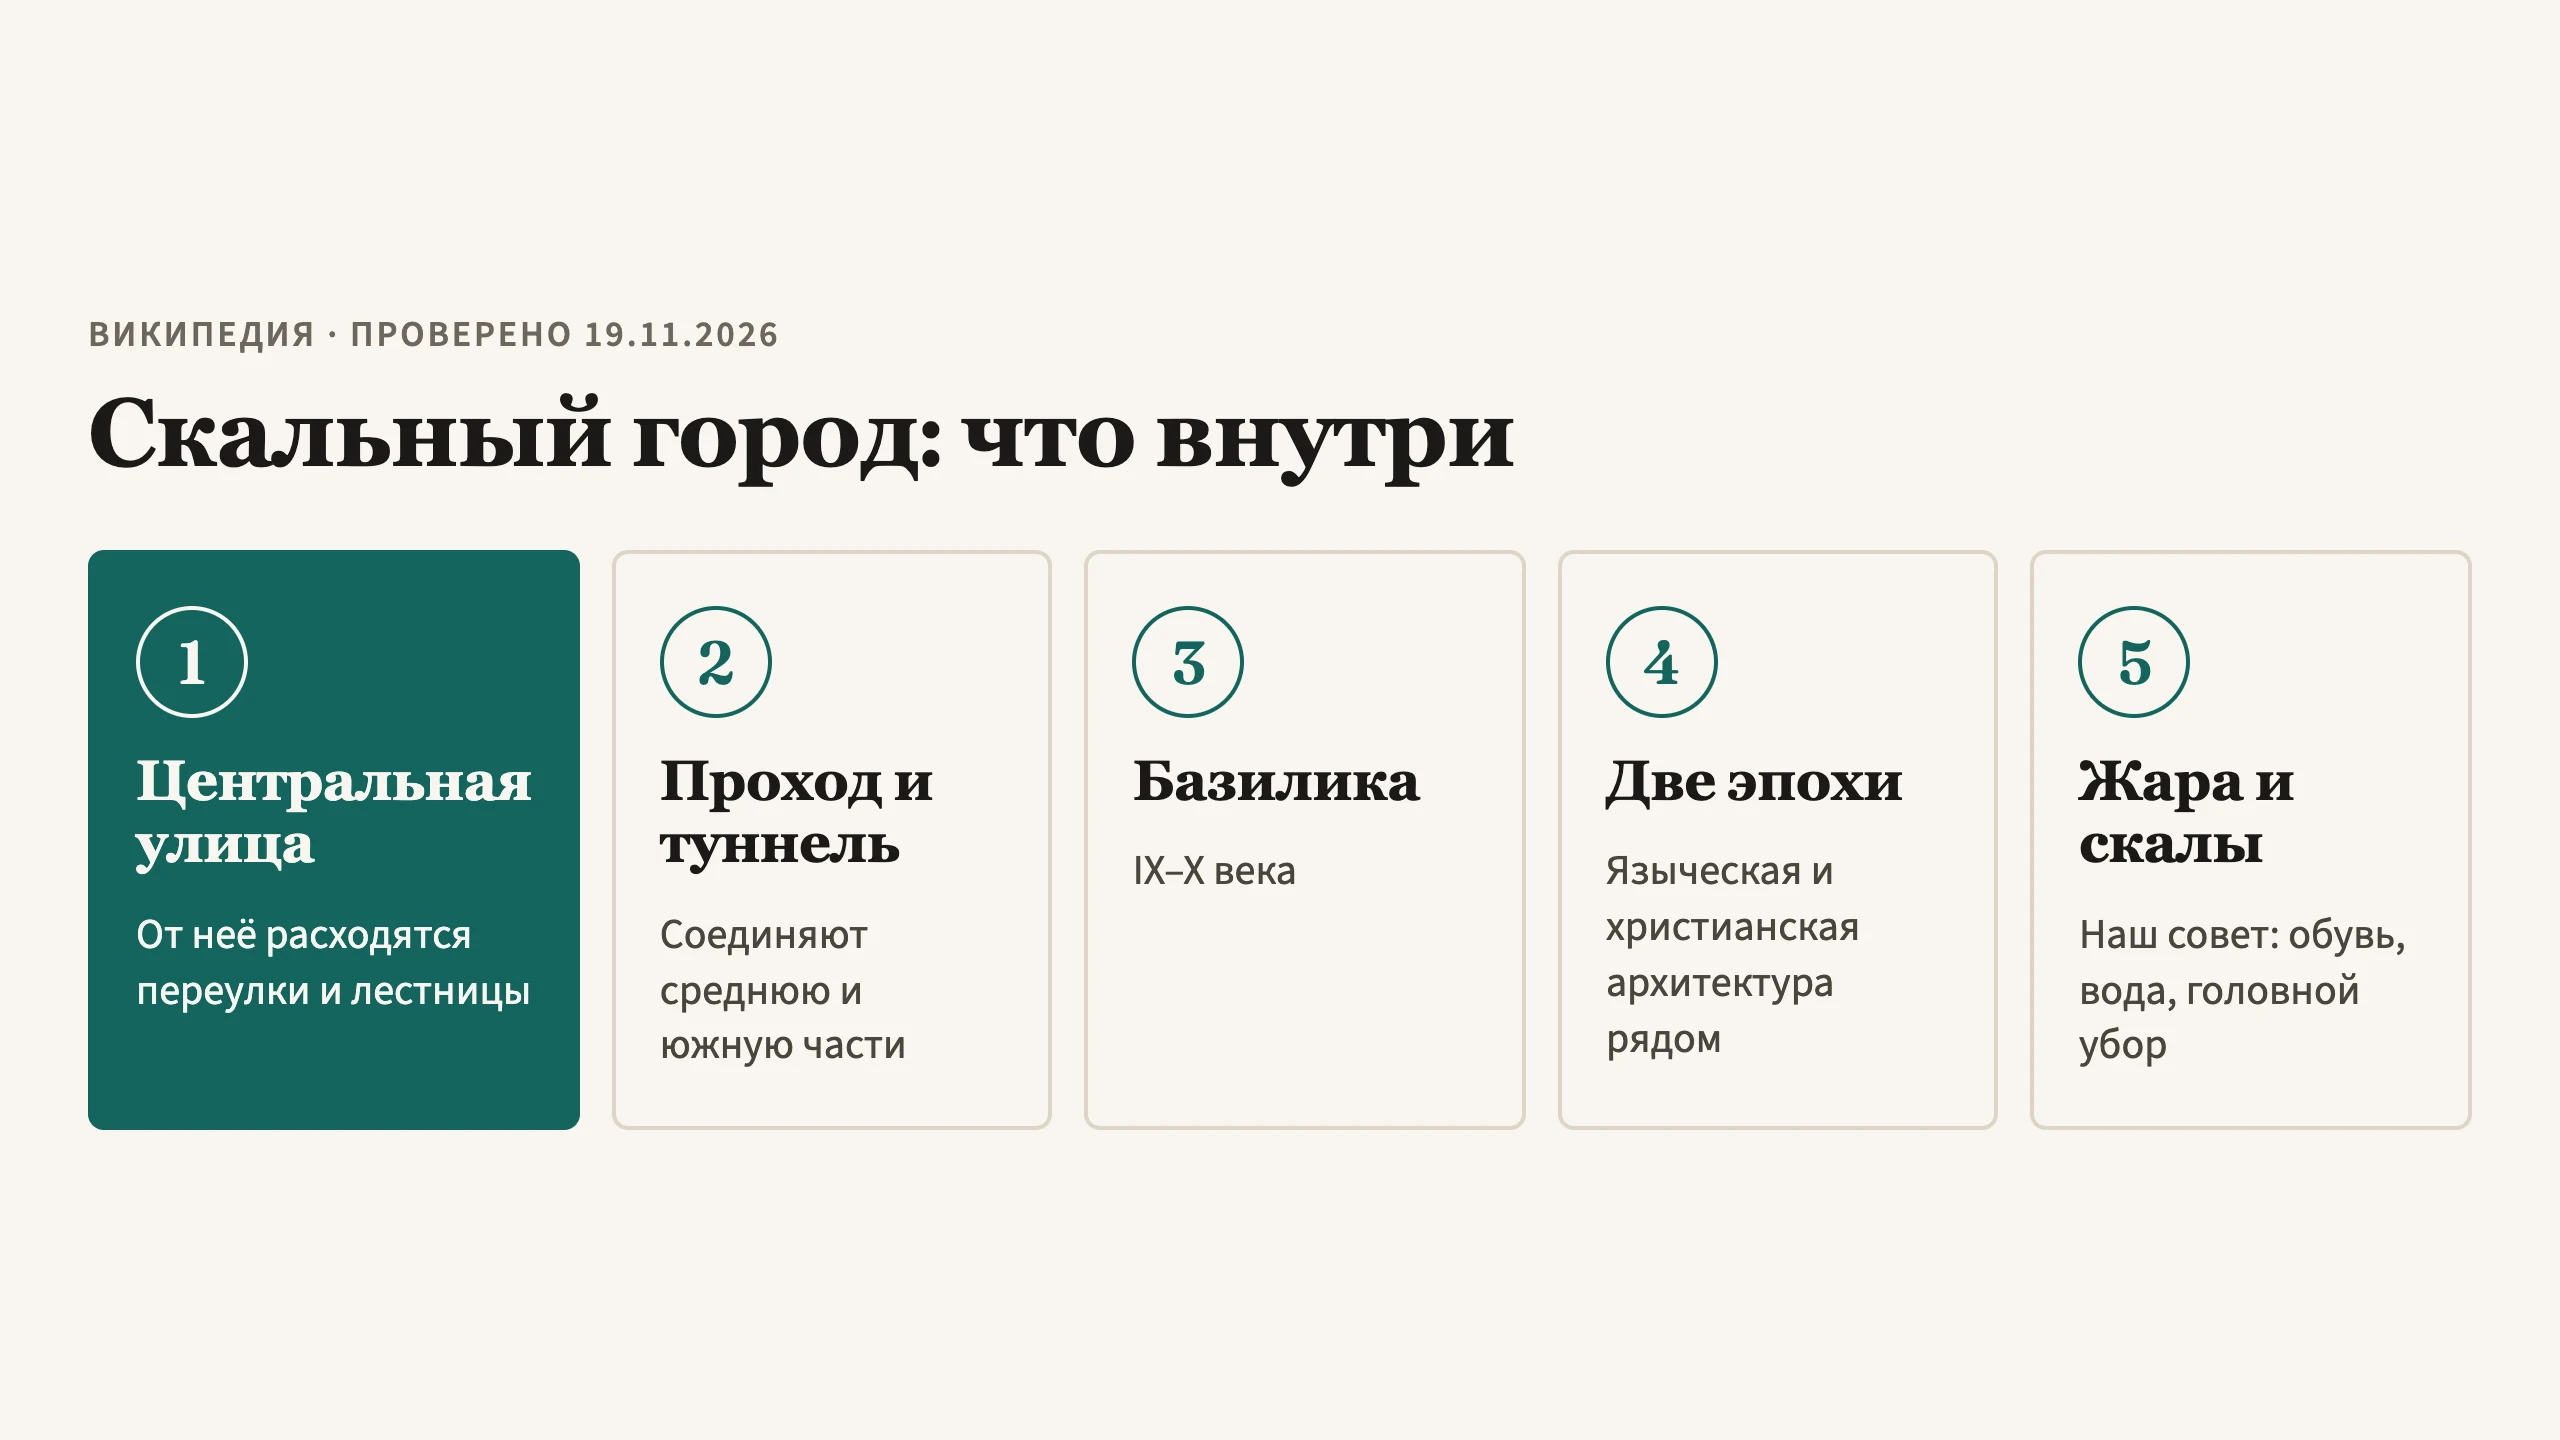 ВИКИПЕДИЯ · ПРОВЕРЕНО 19.11.2026
Скальный город: что внутри
1
Центральная
улица
От неё расходятся
переулки и лестницы
2
Проход и
туннель
Соединяют
среднюю и
южную части
3
Базилика
IX–X века
4
Две эпохи
Языческая и
христианская
архитектура
рядом
5
Жара и
скалы
Наш совет: обувь,
вода, головной
убор